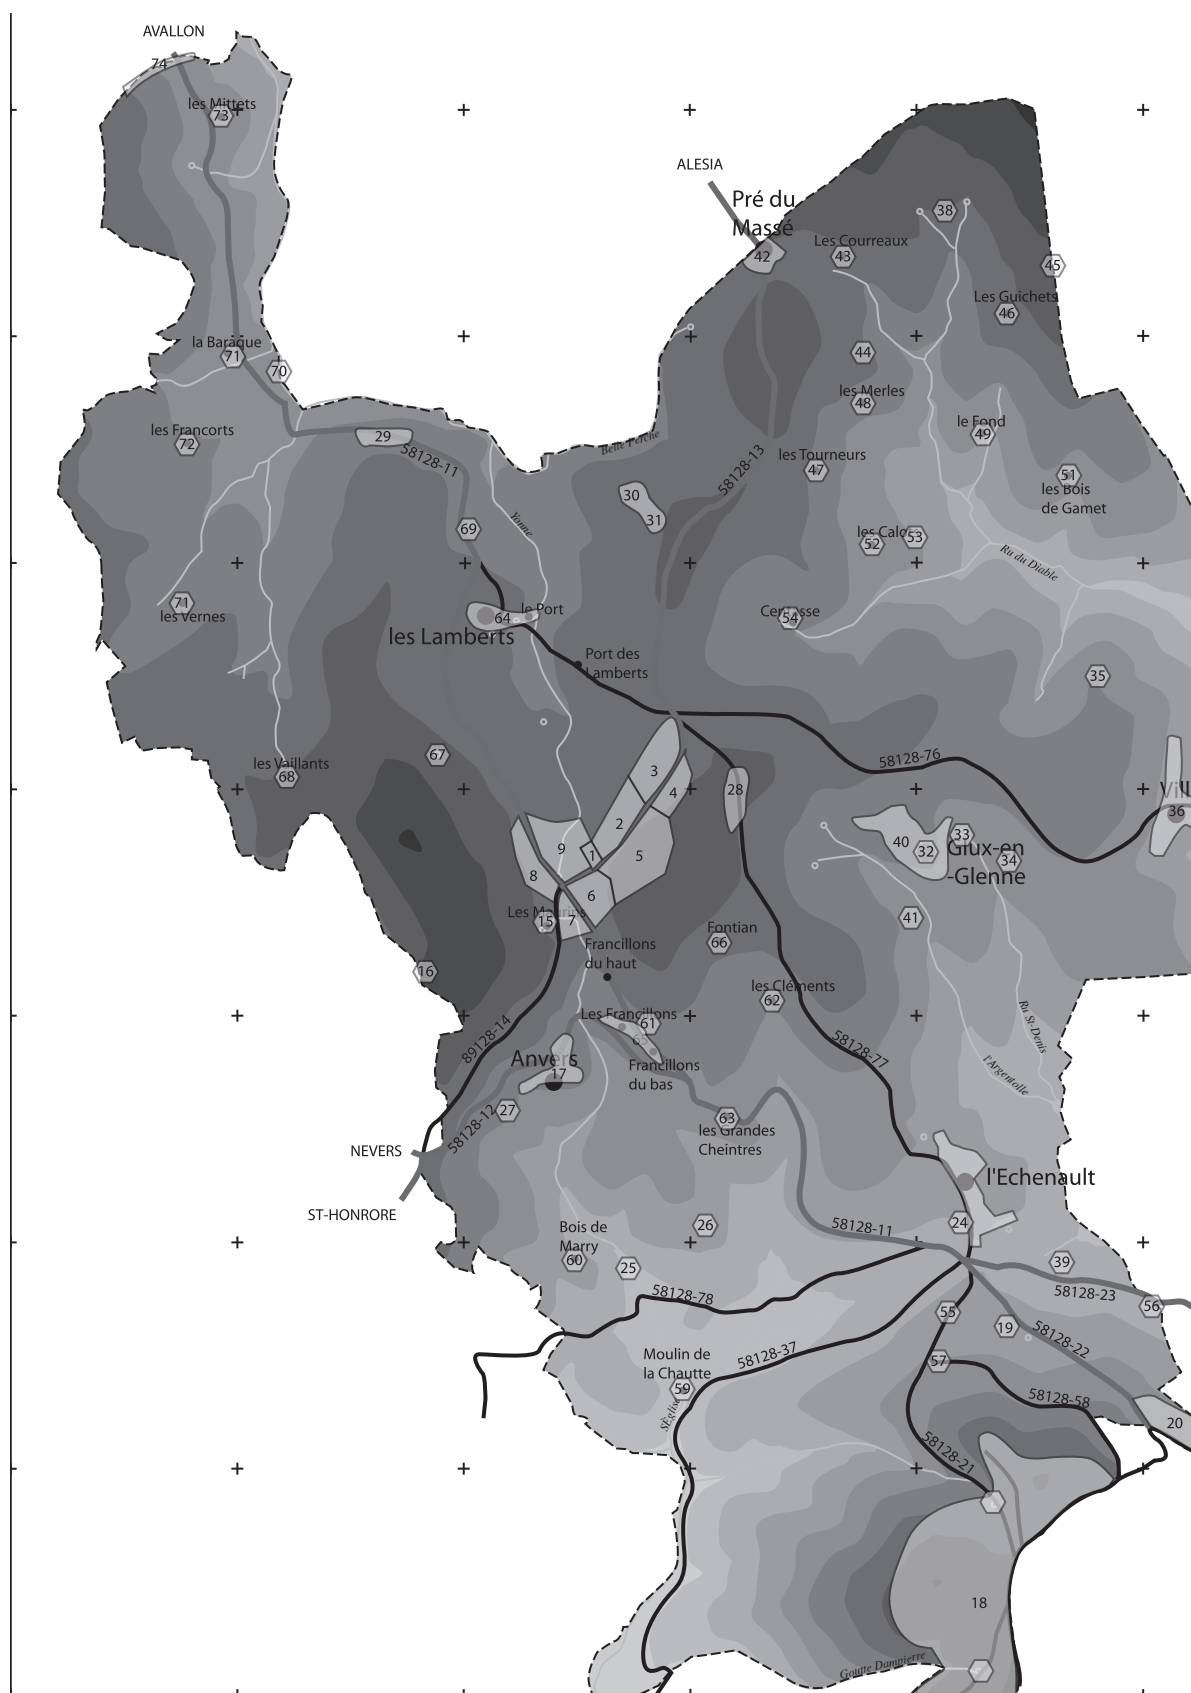 AVALLON
74
les Mittets
73
ALESIA
Pré du
Massé
42
38
Les Courreaux
43
45
Les Guichets
46
la Baraque
71
70
44
les Merles
48
les Francorts
72
29
58128-11
Belle Perche
58128-13
le Fond
49
les Tourneurs
47
51
les Bois
de Gamet
30
31
69
Yonne
52
53
Ru du Diable
71
les Vernes
64
le Port
les Lamberts
54
Port des
Lamberts
35
67
les Vaillants
68
58128-76
3
4
28
2
9
1
5
8
6
7
15
40
32
33
Glux-en
-Glenne
34
36
41
Francillons
du haut
Fontian
66
16
les Cléments
62
Les Francillons
61
65
89128-14
58128-77
Ru St-Denis
l'Argentolle
Anvers
17
Francillons
du bas
27
58128-12
63
les Grandes
Cheintres
NEVERS
ST-HONRORE
l'Echenault
24
26
58128-11
Bois de
Marry
60
25
39
58128-23
56
58128-78
55
19
58128-22
Moulin de
la Chautte
58128-37
57
59
58128-58
20
58128-21
18
Goutte Dampierre